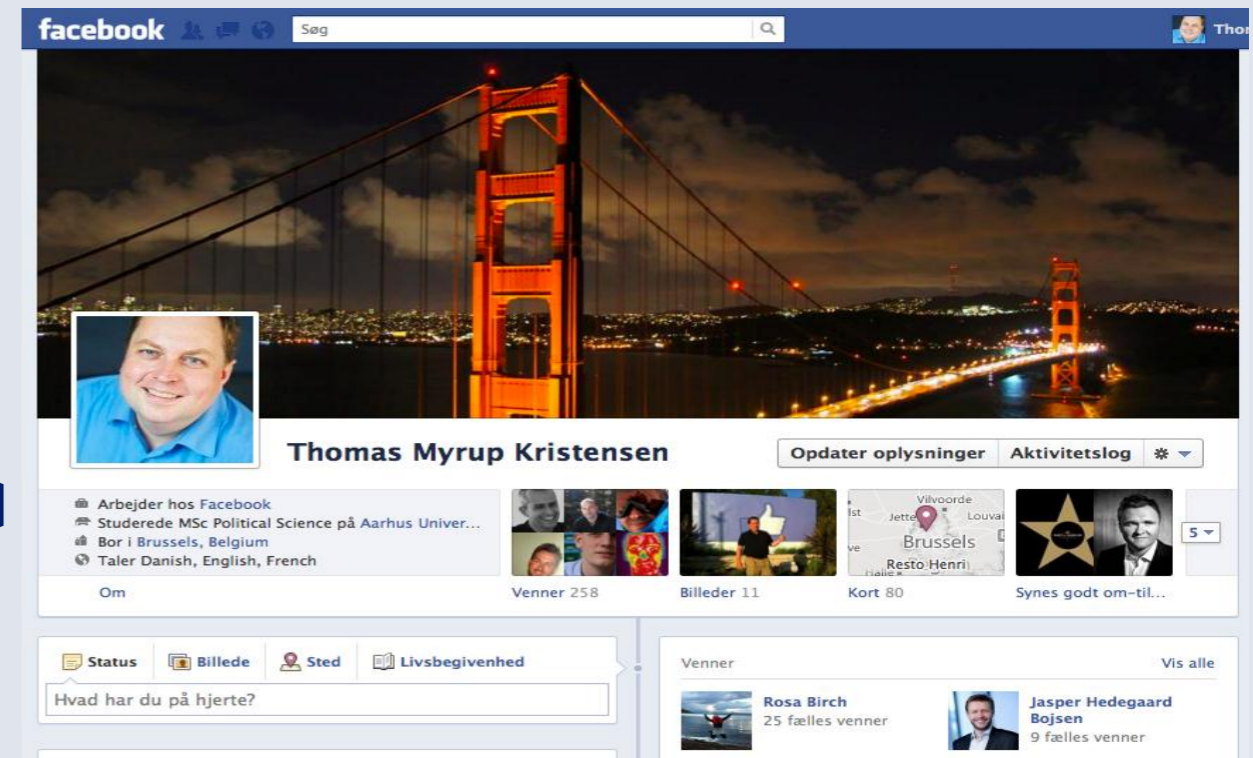 facebook
Søg
Thomas Myrup Kristensen
Opdater oplysninger
Aktivitetslog
Arbejder hos Facebook
Studerede MSc Political Science på Aarhus Univer...
Bor i Brussels, Belgium
Taler Danish, English, French
Om
Vilvoorde
Jette
Brussels
Resto Henri
Halle
5
Venner 258
Billeder 11
Kort 80
Synes godt om-til...
Status
Billede
Sted
Livsbegivenhed
Hvad har du på hjerte?
Venner
Vis alle
Rosa Birch
25 fælles venner
Jasper Hedegaard
Bojsen
9 fælles venner